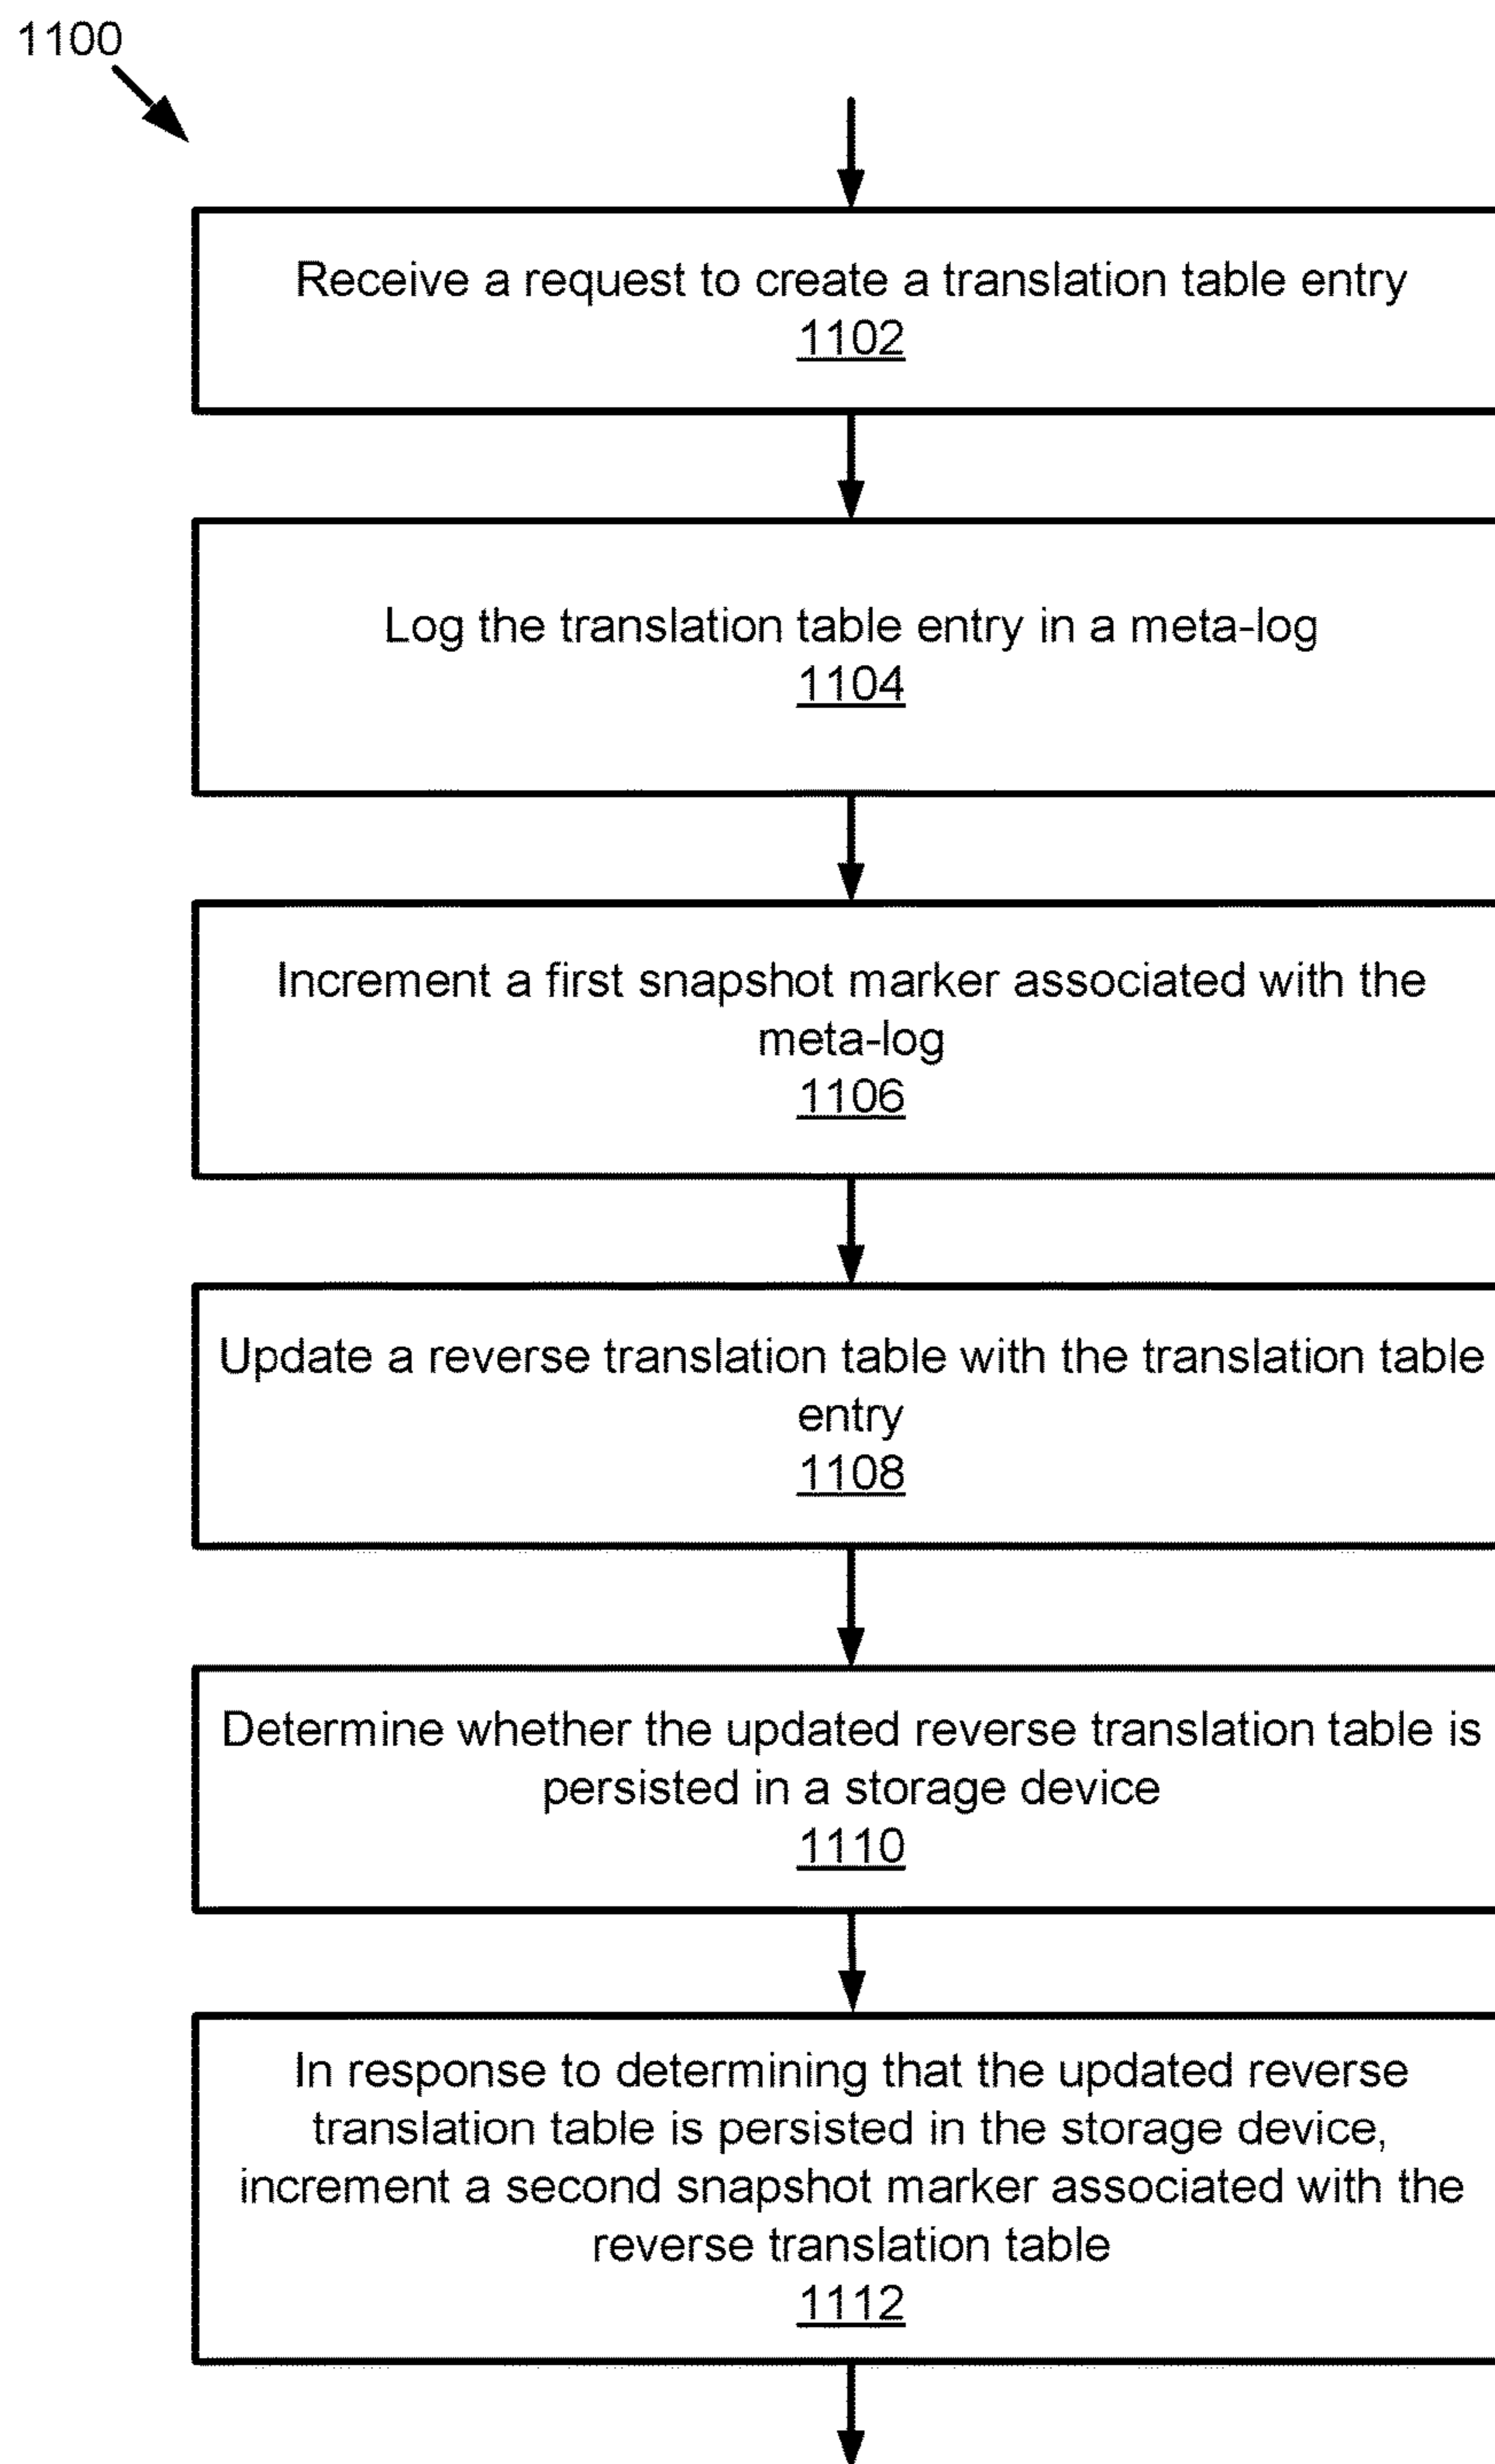 1100
Receive a request to create a translation table entry
1102
Log the translation table entry in a meta-log
1104
Increment a first snapshot marker associated with the
meta-log
1106
Update a reverse translation table with the translation table
entry
1108
Determine whether the updated reverse translation table is
persisted in a storage device
1110
In response to determining that the updated reverse
translation table is persisted in the storage device,
increment a second snapshot marker associated with the
reverse translation table
1112